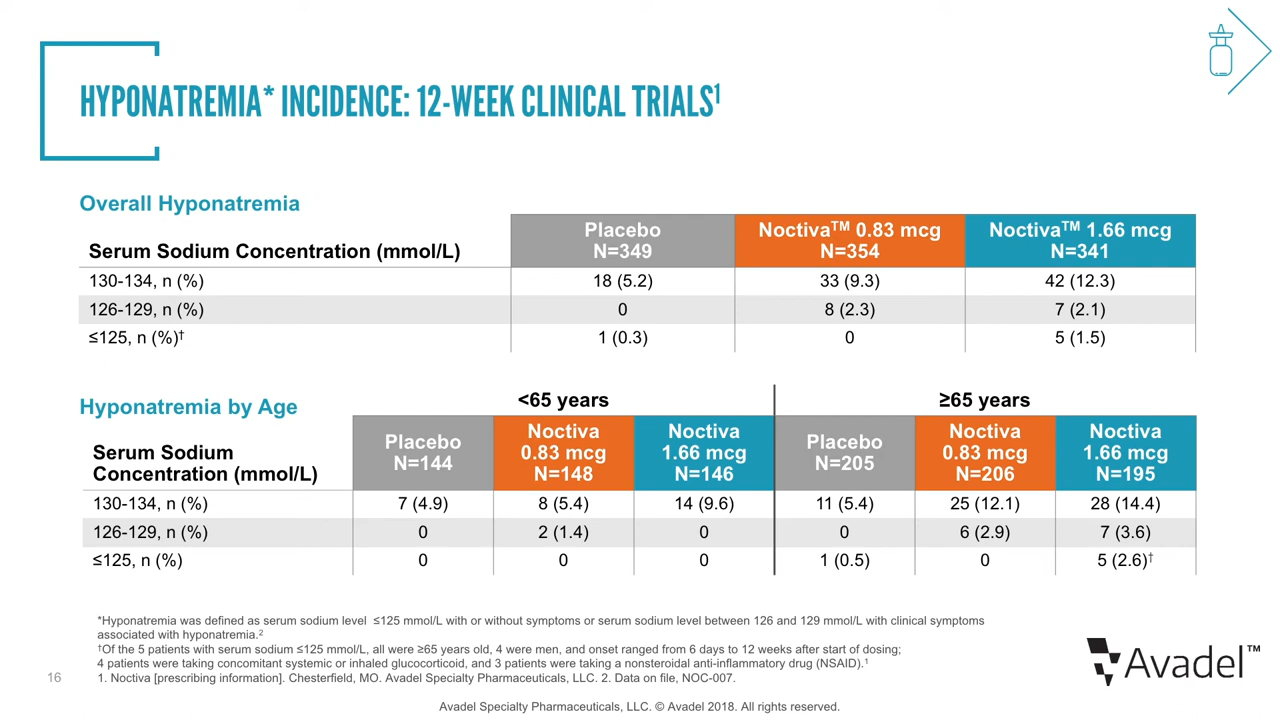 HYPONATREMIA* INCIDENCE: 12-WEEK CLINICAL TRIALS¹
Overall Hyponatremia
Serum Sodium Concentration (mmol/L) Placebo N=349 Noctiva™ 0.83 mcg N=354 Noctiva™ 1.66 mcg N=341
130-134, n (%) 18 (5.2) 33 (9.3) 42 (12.3)
126-129, n (%) 0 8 (2.3) 7 (2.1)
≤125, n (%)† 1 (0.3) 0 5 (1.5)
Hyponatremia by Age
<65 years ≥65 years
Serum Sodium Concentration (mmol/L) Placebo N=144 Noctiva 0.83 mcg N=148 Noctiva 1.66 mcg N=146 Placebo N=205 Noctiva 0.83 mcg N=206 Noctiva 1.66 mcg N=195
130-134, n (%) 7 (4.9) 8 (5.4) 14 (9.6) 11 (5.4) 25 (12.1) 28 (14.4)
126-129, n (%) 0 2 (1.4) 0 0 6 (2.9) 7 (3.6)
≤125, n (%) 0 0 0 1 (0.5) 0 5 (2.6)†
*Hyponatremia was defined as serum sodium level ≤125 mmol/L with or without symptoms or serum sodium level between 126 and 129 mmol/L with clinical symptoms
associated with hyponatremia.²
†Of the 5 patients with serum sodium ≤125 mmol/L, all were ≥65 years old, 4 were men, and onset ranged from 6 days to 12 weeks after start of dosing;
4 patients were taking concomitant systemic or inhaled glucocorticoid, and 3 patients were taking a nonsteroidal anti-inflammatory drug (NSAID).¹
1. Noctiva [prescribing information]. Chesterfield, MO. Avadel Specialty Pharmaceuticals, LLC. 2. Data on file, NOC-007.
16
Avadel™
Avadel Specialty Pharmaceuticals, LLC. © Avadel 2018. All rights reserved.